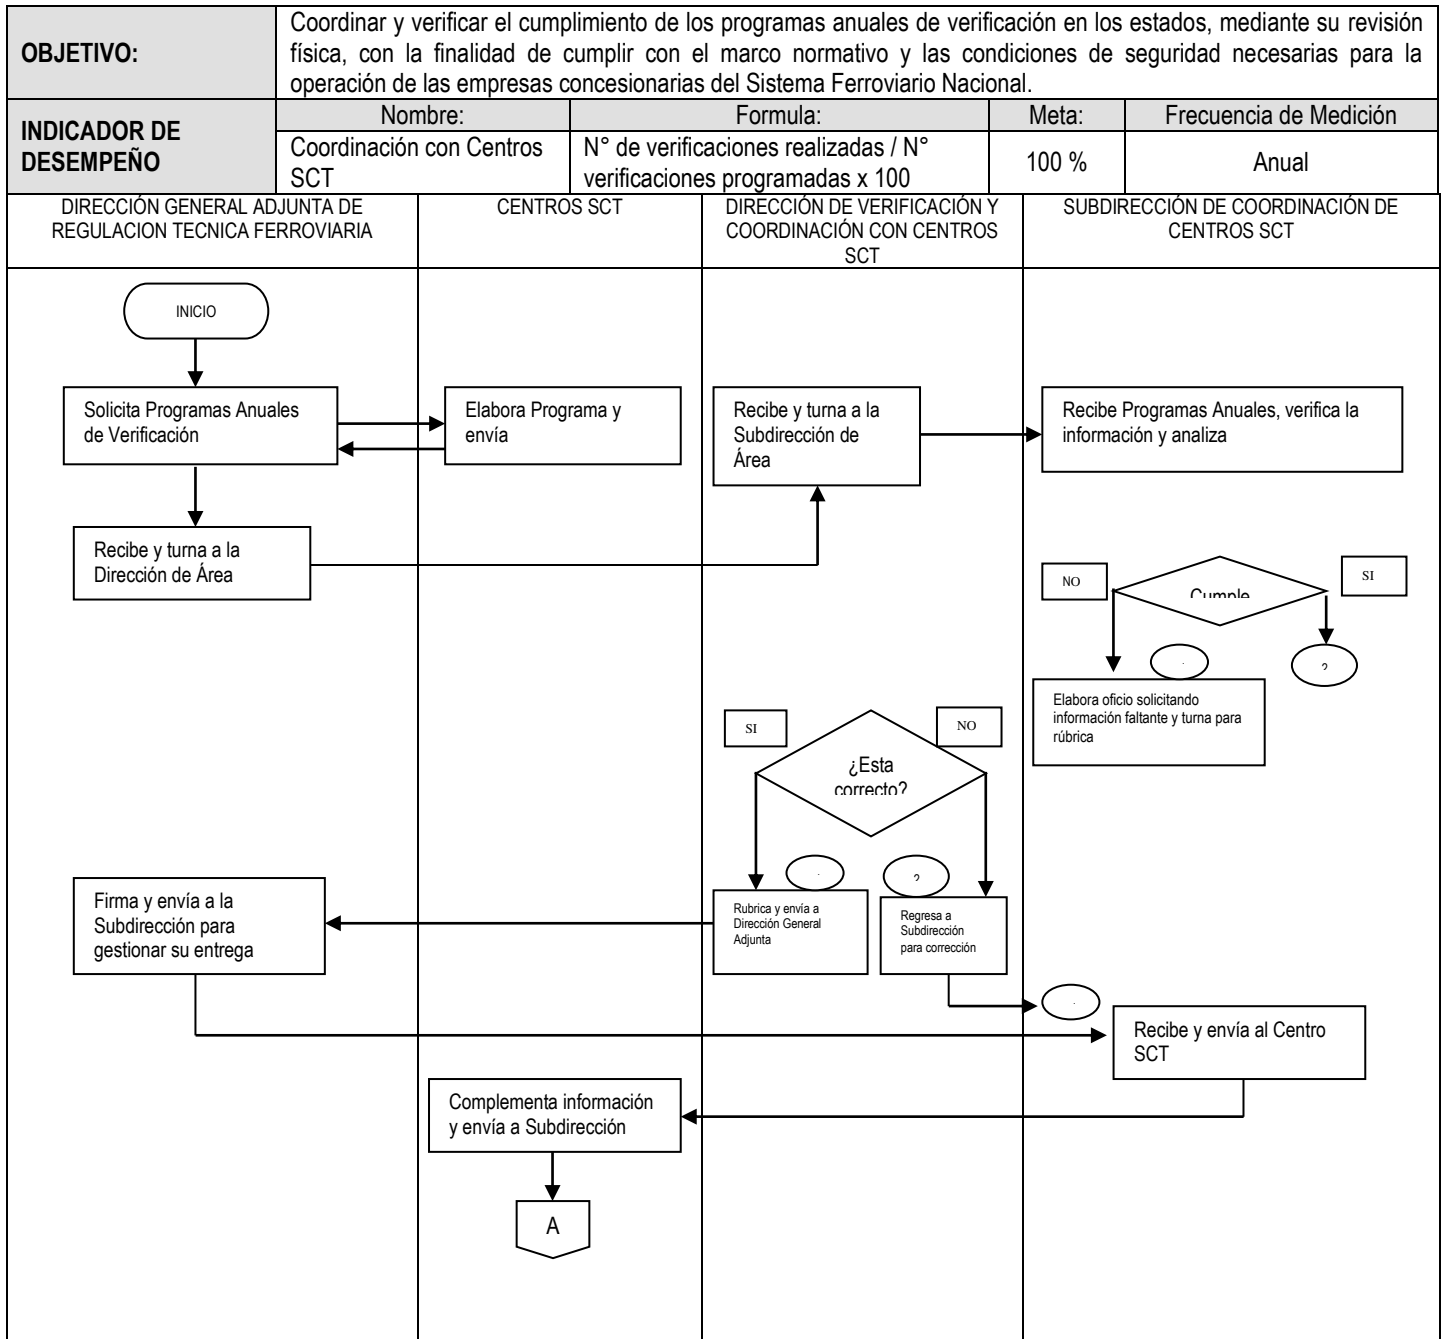 OBJETIVO:
Coordinar y verificar el cumplimiento de los programas anuales de verificación en los estados, mediante su revisión
física, con la finalidad de cumplir con el marco normativo y las condiciones de seguridad necesarias para la
operación de las empresas concesionarias del Sistema Ferroviario Nacional.
INDICADOR DE
DESEMPEÑO
Nombre:
Formula:
Meta:
Frecuencia de Medición
Coordinación con Centros
SCT
N° de verificaciones realizadas / N°
verificaciones programadas x 100
100 %
Anual
DIRECCIÓN GENERAL ADJUNTA DE
REGULACION TECNICA FERROVIARIA
CENTROS SCT
DIRECCIÓN DE VERIFICACIÓN Y
COORDINACIÓN CON CENTROS
SCT
SUBDIRECCIÓN DE COORDINACIÓN DE
CENTROS SCT
INICIO
Solicita Programas Anuales
de Verificación
Elabora Programa y
envía
Recibe y turna a la
Subdirección de
Área
Recibe Programas Anuales, verifica la
información y analiza
Recibe y turna a la
Dirección de Área
NO
Cumple
SI
Elabora oficio solicitando
información faltante y turna para
rúbrica
SI
NO
¿Esta
correcto?
Firma y envía a la
Subdirección para
gestionar su entrega
Rubrica y envía a
Dirección General
Adjunta
Regresa a
Subdirección
para corrección
Recibe y envía al Centro
SCT
Complementa información
y envía a Subdirección
A